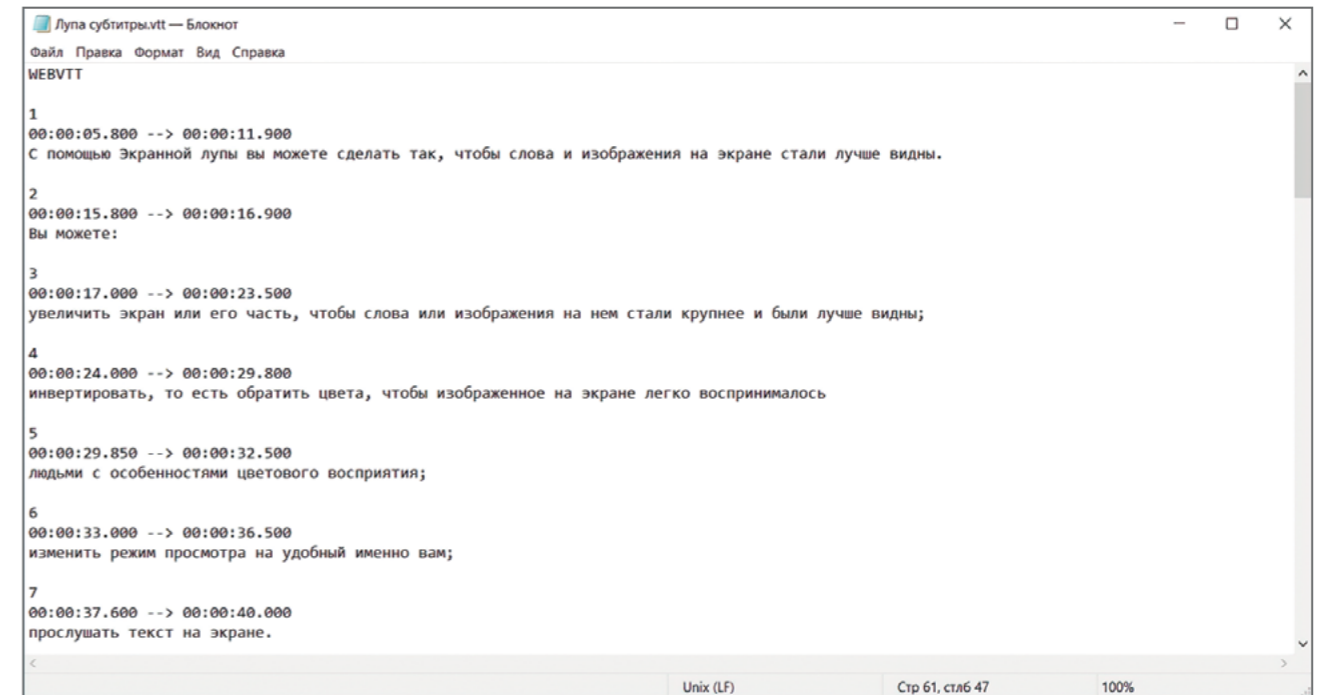 Лупа субтитры.vtt — Блокнот
Файл Правка Формат Вид Справка
WEBVTT
1
00:00:05.800 --> 00:00:11.900
С помощью Экранной лупы вы можете сделать так, чтобы слова и изображения на экране стали лучше видны.
2
00:00:15.800 --> 00:00:16.900
Вы можете:
3
00:00:17.000 --> 00:00:23.500
увеличить экран или его часть, чтобы слова или изображения на нем стали крупнее и были лучше видны;
4
00:00:24.000 --> 00:00:29.800
инвертировать, то есть обратить цвета, чтобы изображенное на экране легко воспринималось
5
00:00:29.850 --> 00:00:32.500
людьми с особенностями цветового восприятия;
6
00:00:33.000 --> 00:00:36.500
изменить режим просмотра на удобный именно вам;
7
00:00:37.600 --> 00:00:40.000
прослушать текст на экране.
Unix (LF) Стр 61, стлб 47 100%